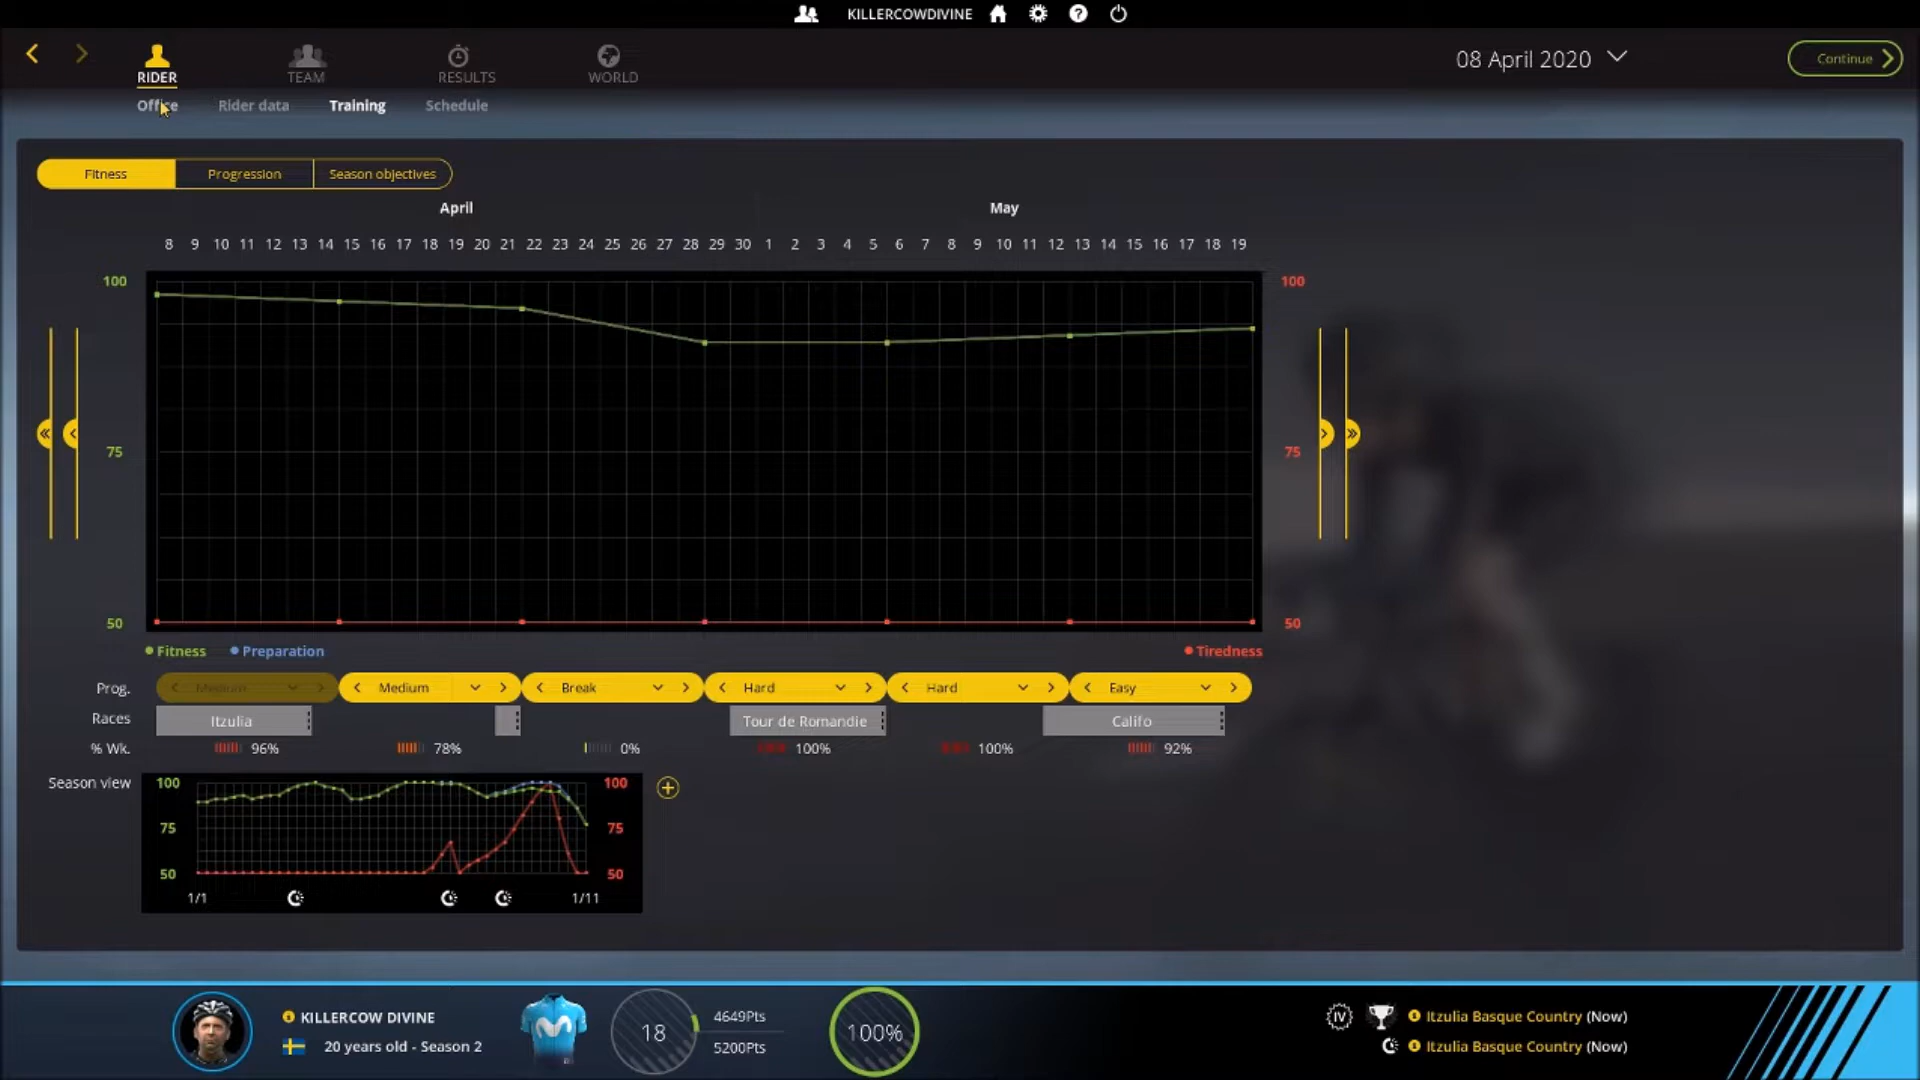 KILLERCOWDIVINE
RIDER TEAM RESULTS WORLD
08 April 2020
Continue
Office Rider data Training Schedule
Fitness Progression Season objectives
April May
8 9 10 11 12 13 14 15 16 17 18 19 20 21 22 23 24 25 26 27 28 29 30 1 2 3 4 5 6 7 8 9 10 11 12 13 14 15 16 17 18 19
100 100
75 75
50 50
Fitness Preparation Tiredness
Prog. Medium Medium Break Hard Hard Easy
Races Itzulia Tour de Romandie Califo
% Wk. 96% 78% 0% 100% 100% 92%
Season view 100 100
75 75
50 50
1/1 1/11
KILLERCOW DIVINE
20 years old - Season 2
18
4649Pts
5200Pts
100%
IV Itzulia Basque Country (Now)
Itzulia Basque Country (Now)